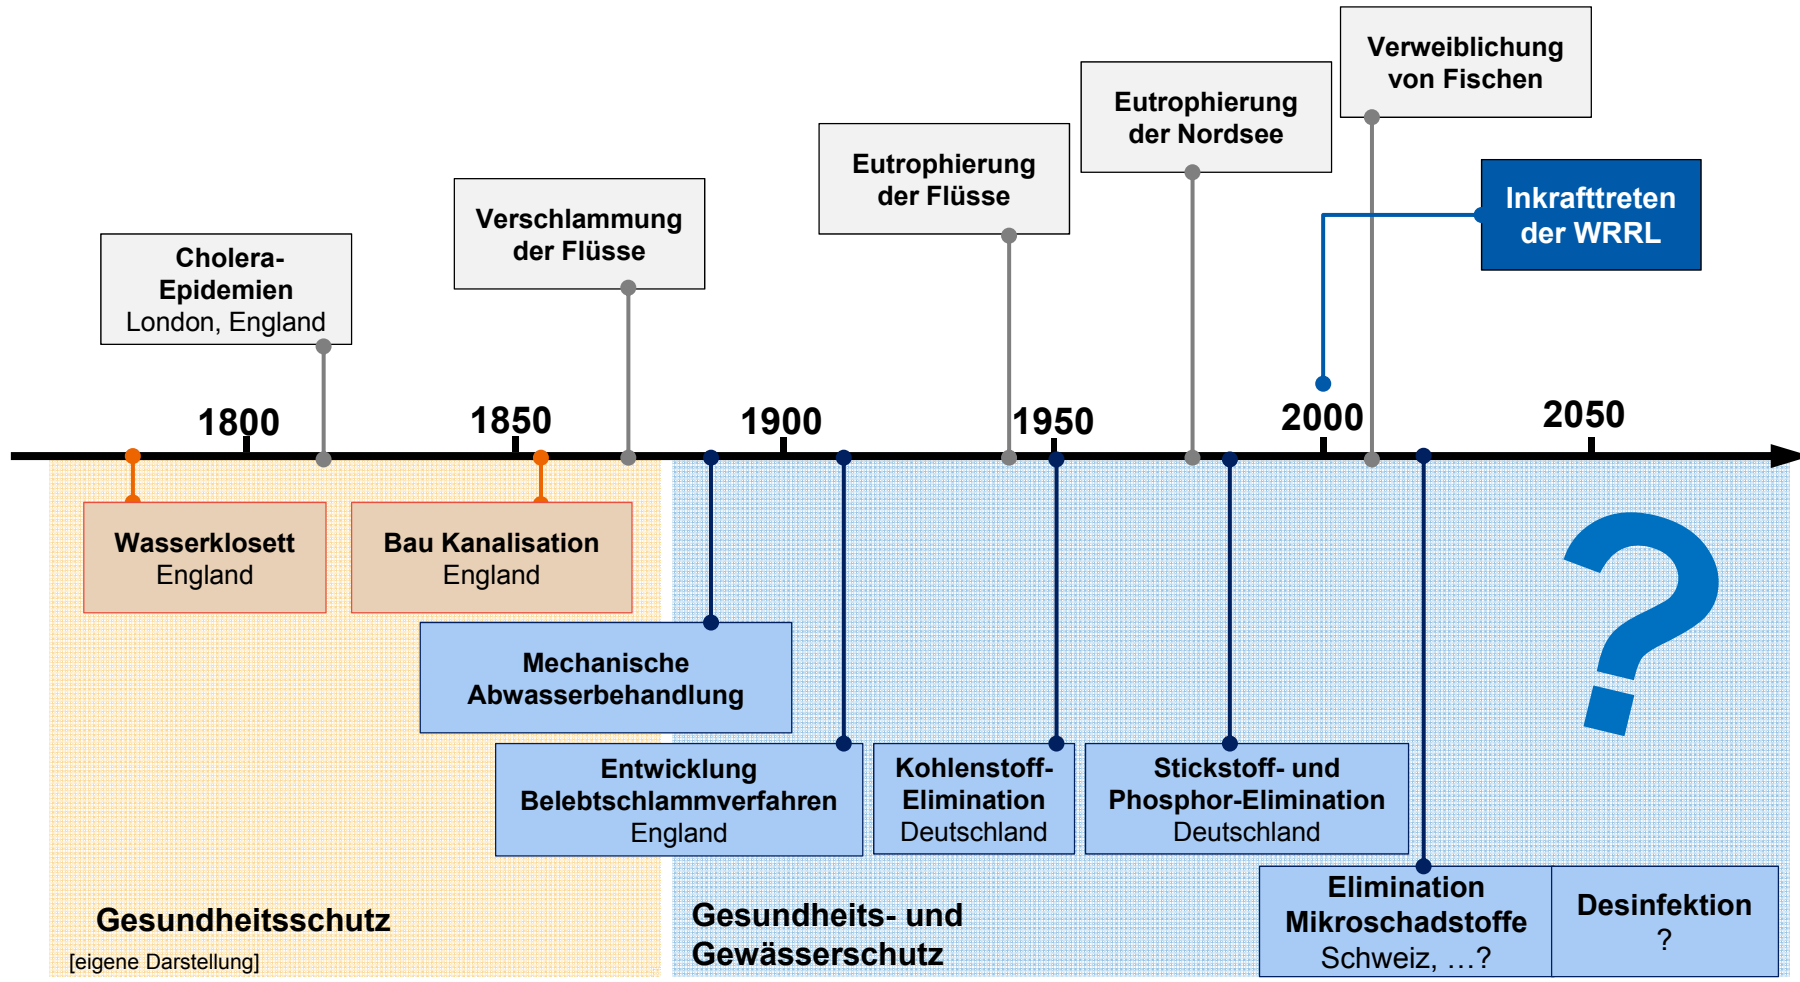 Verweiblichung
von Fischen
Eutrophierung
der Nordsee
Eutrophierung
der Flüsse
Inkrafttreten
der WRRL
Verschlammung
der Flüsse
Cholera-
Epidemien
London, England
1800
1850
1900
1950
2000
2050
Wasserklosett
England
Bau Kanalisation
England
Mechanische
Abwasserbehandlung
Entwicklung
Belebtschlammverfahren
England
Kohlenstoff-
Elimination
Deutschland
Stickstoff- und
Phosphor-Elimination
Deutschland
?
Elimination
Mikroschadstoffe
Schweiz, …?
Desinfektion
?
Gesundheitsschutz
[eigene Darstellung]
Gesundheits- und
Gewässerschutz